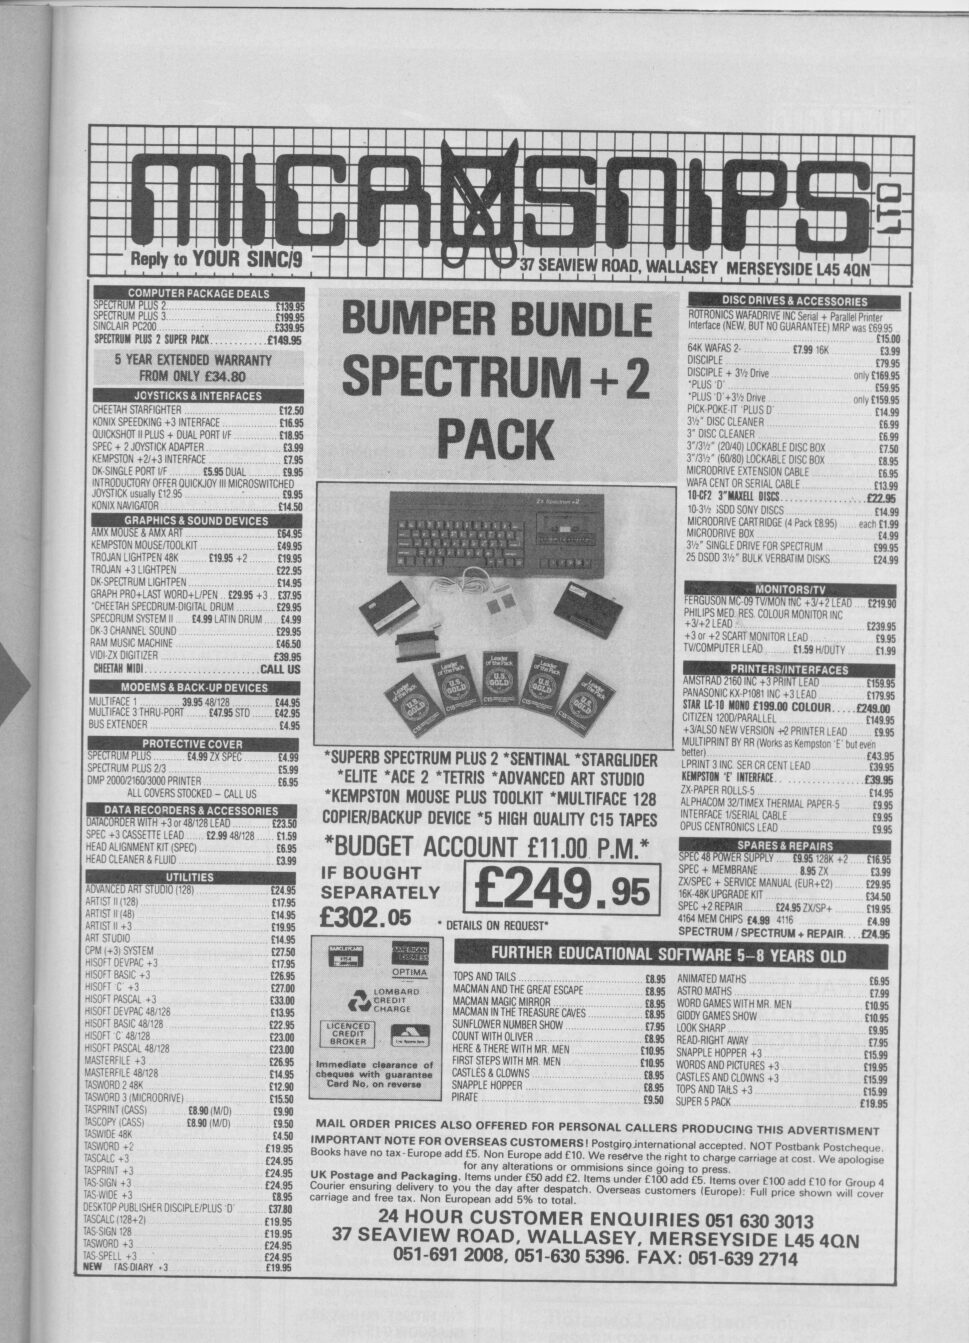 MICROSNIPS LTD
Reply to YOUR SINC/9
37 SEAVIEW ROAD, WALLASEY MERSEYSIDE L45 4QN
COMPUTER PACKAGE DEALS
SPECTRUM PLUS 2 £139.95
SPECTRUM PLUS 3 £199.95
SINCLAIR PC200 £339.95
SPECTRUM PLUS 2 SUPER PACK £149.95
5 YEAR EXTENDED WARRANTY
FROM ONLY £34.80
JOYSTICKS & INTERFACES
CHEETAH STARFIGHTER £12.50
KONIX SPEEDKING +3 INTERFACE £16.95
QUICKSHOT II PLUS + DUAL PORT I/F £18.95
SPEC + 2 JOYSTICK ADAPTER £3.99
KEMPSTON +2/+3 INTERFACE £7.95
DK-SINGLE PORT I/F £5.95 DUAL £9.95
INTRODUCTORY OFFER QUICKJOY III MICROSWITCHED
JOYSTICK usually £12.95 £9.95
KONIX NAVIGATOR £14.50
GRAPHICS & SOUND DEVICES
AMX MOUSE & AMX ART £64.95
KEMPSTON MOUSE/TOOLKIT £49.95
TROJAN LIGHTPEN 48K £19.95 +2 £19.95
TROJAN +3 LIGHTPEN £22.95
DK-SPECTRUM LIGHTPEN £14.95
GRAPH PRO+LAST WORD+L/PEN £29.95 +3 £37.95
*CHEETAH SPECDRUM-DIGITAL DRUM £29.95
SPECDRUM SYSTEM II £4.99 LATIN DRUM £4.99
DK-3 CHANNEL SOUND £29.95
RAM MUSIC MACHINE £46.50
VIDI-ZX DIGITIZER £39.95
CHEETAH MIDI CALL US
MODEMS & BACK-UP DEVICES
MULTIFACE 1 39.95 48/128 £44.95
MULTIFACE 3 THRU-PORT £47.95 STD £42.95
BUS EXTENDER £4.95
PROTECTIVE COVER
SPECTRUM PLUS £4.99 ZX SPEC £4.99
SPECTRUM PLUS 2/3 £5.99
DMP 2000/2160/3000 PRINTER £6.95
ALL COVERS STOCKED – CALL US
DATA RECORDERS & ACCESSORIES
DATACORDER WITH +3 or 48/128 LEAD £23.50
SPEC +3 CASSETTE LEAD £2.99 48/128 £1.59
HEAD ALIGNMENT KIT (SPEC) £6.95
HEAD CLEANER & FLUID £3.99
UTILITIES
ADVANCED ART STUDIO (128) £24.95
ARTIST II (128) £17.95
ARTIST II (48) £14.95
ARTIST II +3 £19.95
ART STUDIO £14.95
CPM (+3) SYSTEM £27.50
HISOFT DEVPAC +3 £17.95
HISOFT BASIC +3 £26.95
HISOFT 'C' +3 £27.00
HISOFT PASCAL +3 £33.00
HISOFT DEVPAC 48/128 £13.95
HISOFT BASIC 48/128 £22.95
HISOFT 'C' 48/128 £23.00
HISOFT PASCAL 48/128 £23.00
MASTERFILE +3 £26.95
MASTERFILE 48/128 £14.95
TASWORD 2 48K £12.90
TASWORD 3 (MICRODRIVE) £15.50
TASPRINT (CASS) £8.90 (M/D) £9.90
TASCOPY (CASS) £8.90 (M/D) £9.50
TASWIDE 48K £4.50
TASWORD +2 £19.95
TASCALC +3 £24.95
TASPRINT +3 £24.95
TAS-SIGN +3 £24.95
TAS-WIDE +3 £8.95
DESKTOP PUBLISHER DISCIPLE/PLUS 'D' £37.80
TASCALC (128+2) £19.95
TAS-SIGN 128 £19.95
TASWORD +3 £24.95
TAS-SPELL +3 £24.95
NEW TAS-DIARY +3 £19.95
BUMPER BUNDLE
SPECTRUM + 2
PACK
ZX Spectrum +2
Leader of the Pack
U.S. GOLD
C15
*SUPERB SPECTRUM PLUS 2 *SENTINAL *STARGLIDER
*ELITE *ACE 2 *TETRIS *ADVANCED ART STUDIO
*KEMPSTON MOUSE PLUS TOOLKIT *MULTIFACE 128
COPIER/BACKUP DEVICE *5 HIGH QUALITY C15 TAPES
*BUDGET ACCOUNT £11.00 P.M.*
IF BOUGHT
SEPARATELY
£302.05
£249.95
* DETAILS ON REQUEST*
BARCLAYCARD
VISA
AMERICAN EXPRESS
OPTIMA
LOMBARD
CREDIT
CHARGE
LICENCED
CREDIT
BROKER
Immediate clearance of
cheques with guarantee
Card No, on reverse
DISC DRIVES & ACCESSORIES
ROTRONICS WAFADRIVE INC Serial + Parallel Printer
Interface (NEW, BUT NO GUARANTEE) MRP was £69.95
£15.00
64K WAFAS 2- £7.99 16K £3.99
DISCIPLE £79.95
DISCIPLE + 3½ Drive only £169.95
*PLUS 'D' £59.95
*PLUS 'D'+3½ Drive only £159.95
PICK-POKE-IT 'PLUS D' £14.99
3½" DISC CLEANER £6.99
3" DISC CLEANER £6.99
3"/3½" (20/40) LOCKABLE DISC BOX £7.50
3"/3½" (60/80) LOCKABLE DISC BOX £8.95
MICRODRIVE EXTENSION CABLE £6.95
WAFA CENT OR SERIAL CABLE £13.99
10-CF2 3"MAXELL DISCS £22.95
10-3½ DSDD SONY DISCS £14.99
MICRODRIVE CARTRIDGE (4 Pack £8.95) each £1.99
MICRODRIVE BOX £4.99
3½" SINGLE DRIVE FOR SPECTRUM £99.95
25 DSDD 3½" BULK VERBATIM DISKS £24.99
MONITORS/TV
FERGUSON MC-09 TV/MON INC +3/+2 LEAD £219.90
PHILIPS MED. RES. COLOUR MONITOR INC
+3/+2 LEAD £239.95
+3 or +2 SCART MONITOR LEAD £9.95
TV/COMPUTER LEAD £1.59 H/DUTY £1.99
PRINTERS/INTERFACES
AMSTRAD 2160 INC +3 PRINT LEAD £159.95
PANASONIC KX-P1081 INC +3 LEAD £179.95
STAR LC-10 MONO £199.00 COLOUR £249.00
CITIZEN 120D/PARALLEL £149.95
+3/ALSO NEW VERSION +2 PRINTER LEAD £9.95
MULTIPRINT BY RR (Works as Kempston 'E' but even
better) £43.95
LPRINT 3 INC. SER CR CENT LEAD £39.95
KEMPSTON 'E' INTERFACE £39.95
ZX-PAPER ROLLS-5 £14.95
ALPHACOM 32/TIMEX THERMAL PAPER-5 £9.95
INTERFACE 1/SERIAL CABLE £9.95
OPUS CENTRONICS LEAD £9.95
SPARES & REPAIRS
SPEC 48 POWER SUPPLY £9.95 128K +2 £16.95
SPEC + MEMBRANE 8.95 ZX £3.99
ZX/SPEC + SERVICE MANUAL (EUR+£2) £29.95
16K-48K UPGRADE KIT £34.50
SPEC +2 REPAIR £24.95 ZX/SP+ £19.95
4164 MEM CHIPS £4.99 4116 £4.99
SPECTRUM / SPECTRUM + REPAIR £24.95
FURTHER EDUCATIONAL SOFTWARE 5–8 YEARS OLD
TOPS AND TAILS £8.95
MACMAN AND THE GREAT ESCAPE £8.95
MACMAN MAGIC MIRROR £8.95
MACMAN IN THE TREASURE CAVES £8.95
SUNFLOWER NUMBER SHOW £7.95
COUNT WITH OLIVER £8.95
HERE & THERE WITH MR. MEN £10.95
FIRST STEPS WITH MR. MEN £10.95
CASTLES & CLOWNS £8.95
SNAPPLE HOPPER £8.95
PIRATE £9.50
ANIMATED MATHS £6.95
ASTRO MATHS £7.99
WORD GAMES WITH MR. MEN £10.95
GIDDY GAMES SHOW £10.95
LOOK SHARP £9.95
READ-RIGHT AWAY £7.95
SNAPPLE HOPPER +3 £15.99
WORDS AND PICTURES +3 £19.95
CASTLES AND CLOWNS +3 £15.99
TOPS AND TAILS +3 £15.99
SUPER 5 PACK £19.95
MAIL ORDER PRICES ALSO OFFERED FOR PERSONAL CALLERS PRODUCING THIS ADVERTISMENT
IMPORTANT NOTE FOR OVERSEAS CUSTOMERS! Postgiro international accepted. NOT Postbank Postcheque.
Books have no tax - Europe add £5. Non Europe add £10. We reserve the right to charge carriage at cost. We apologise
for any alterations or ommisions since going to press.
UK Postage and Packaging. Items under £50 add £2. Items under £100 add £5. Items over £100 add £10 for Group 4
Courier ensuring delivery to you the day after despatch. Overseas customers (Europe): Full price shown will cover
carriage and free tax. Non European add 5% to total.
24 HOUR CUSTOMER ENQUIRIES 051 630 3013
37 SEAVIEW ROAD, WALLASEY, MERSEYSIDE L45 4QN
051-691 2008, 051-630 5396. FAX: 051-639 2714